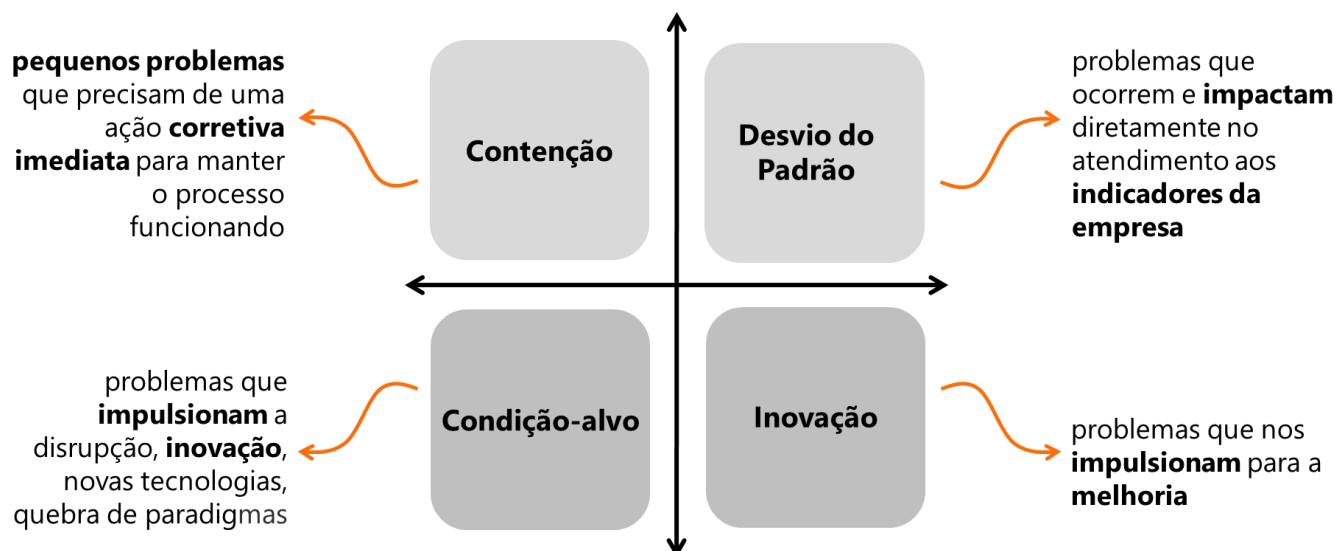 pequenos problemas
que precisam de uma
ação corretiva
imediata para manter
o processo
funcionando
Contenção
Desvio do
Padrão
problemas que
ocorrem e impactam
diretamente no
atendimento aos
indicadores da
empresa
problemas que
impulsionam a
disrupção, inovação,
novas tecnologias,
quebra de paradigmas
Condição-alvo
Inovação
problemas que nos
impulsionam para a
melhoria